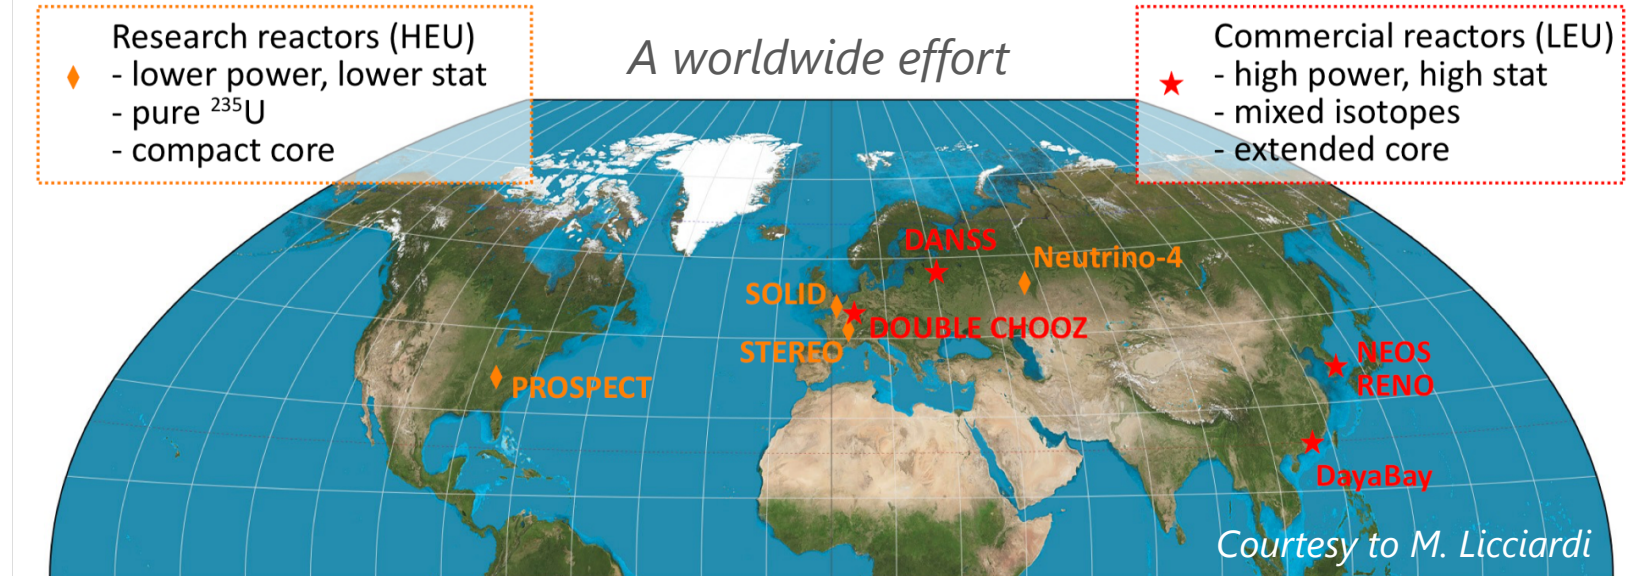 Research reactors (HEU)
- lower power, lower stat
- pure ²³⁵U
- compact core
A worldwide effort
Commercial reactors (LEU)
- high power, high stat
- mixed isotopes
- extended core
DANSS
Neutrino-4
SOLID
DOUBLE CHOOZ
STEREO
PROSPECT
NEOS
RENO
DayaBay
Courtesy to M. Licciardi